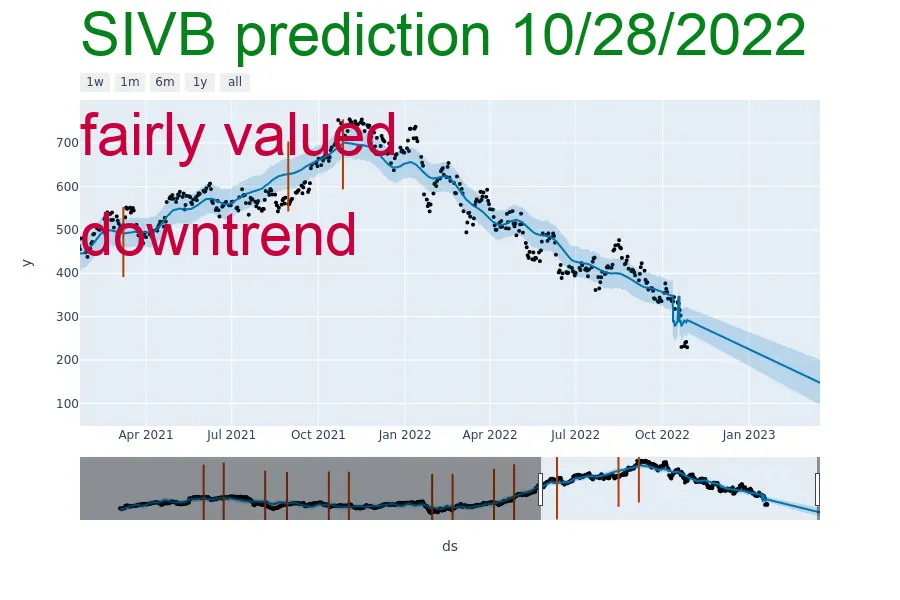 SIVB prediction 10/28/2022
1w 1m 6m 1y all
fairly valued
downtrend
700
600
500
400
300
200
100
y
Apr 2021 Jul 2021 Oct 2021 Jan 2022 Apr 2022 Jul 2022 Oct 2022 Jan 2023
ds